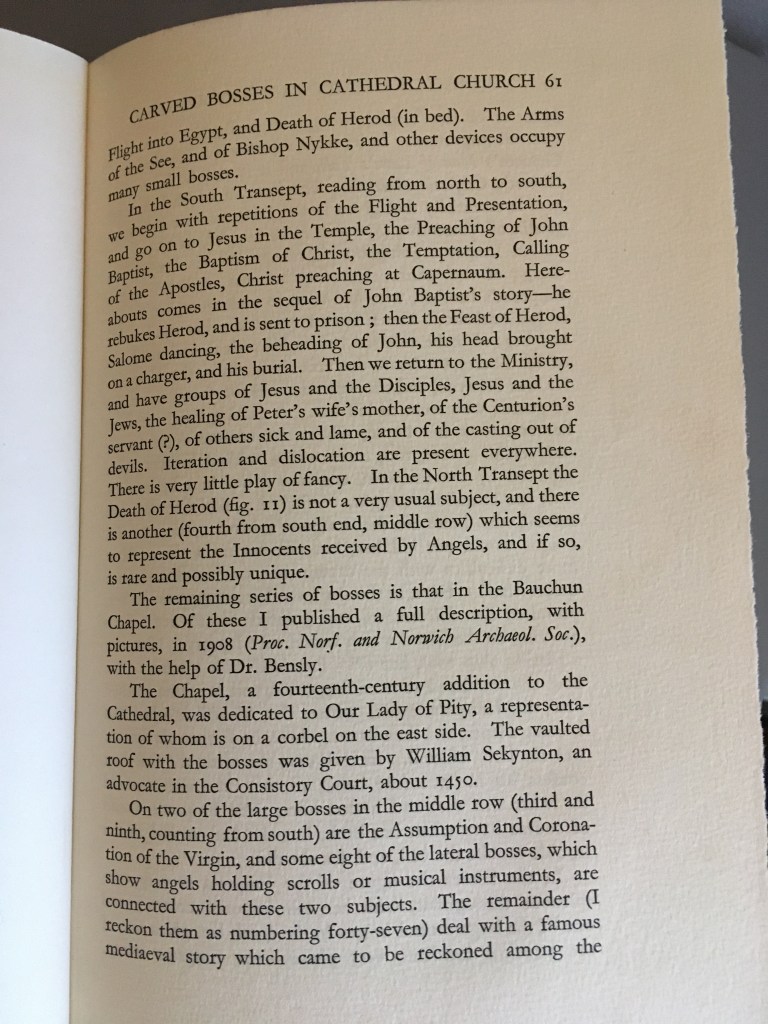 CARVED BOSSES IN CATHEDRAL CHURCH 61
Flight into Egypt, and Death of Herod (in bed). The Arms
of the See, and of Bishop Nykke, and other devices occupy
many small bosses.
In the South Transept, reading from north to south,
we begin with repetitions of the Flight and Presentation,
and go on to Jesus in the Temple, the Preaching of John
Baptist, the Baptism of Christ, the Temptation, Calling
of the Apostles, Christ preaching at Capernaum. Here-
abouts comes in the sequel of John Baptist's story—he
rebukes Herod, and is sent to prison ; then the Feast of Herod,
Salome dancing, the beheading of John, his head brought
on a charger, and his burial. Then we return to the Ministry,
and have groups of Jesus and the Disciples, Jesus and the
Jews, the healing of Peter's wife's mother, of the Centurion's
servant (?), of others sick and lame, and of the casting out of
devils. Iteration and dislocation are present everywhere.
There is very little play of fancy. In the North Transept the
Death of Herod (fig. 11) is not a very usual subject, and there
is another (fourth from south end, middle row) which seems
to represent the Innocents received by Angels, and if so,
is rare and possibly unique.
The remaining series of bosses is that in the Bauchun
Chapel. Of these I published a full description, with
pictures, in 1908 (Proc. Norf. and Norwich Archaeol. Soc.),
with the help of Dr. Bensly.
The Chapel, a fourteenth-century addition to the
Cathedral, was dedicated to Our Lady of Pity, a representa-
tion of whom is on a corbel on the east side. The vaulted
roof with the bosses was given by William Sekynton, an
advocate in the Consistory Court, about 1450.
On two of the large bosses in the middle row (third and
ninth, counting from south) are the Assumption and Corona-
tion of the Virgin, and some eight of the lateral bosses, which
show angels holding scrolls or musical instruments, are
connected with these two subjects. The remainder (I
reckon them as numbering forty-seven) deal with a famous
mediaeval story which came to be reckoned among the